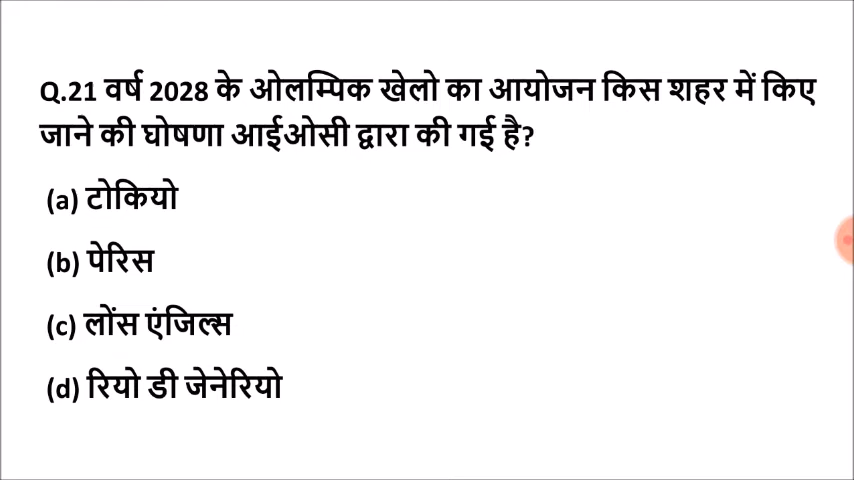 Q.21 वर्ष 2028 के ओलम्पिक खेलो का आयोजन किस शहर में किए
जाने की घोषणा आईओसी द्वारा की गई है?
(a) टोकियो
(b) पेरिस
(c) लोंस एंजिल्स
(d) रियो डी जेनेरियो